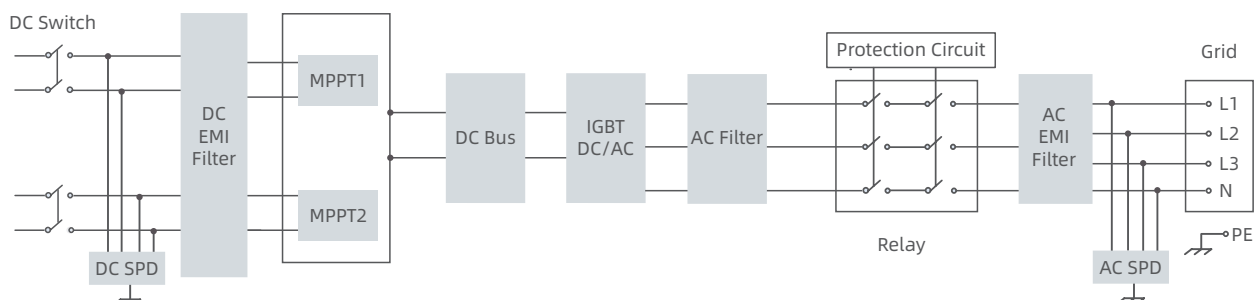 DC Switch
DC SPD
DC
EMI
Filter
MPPT1
MPPT2
DC Bus
IGBT
DC/AC
AC Filter
Protection Circuit
Relay
AC
EMI
Filter
AC SPD
Grid
L1
L2
L3
N
PE